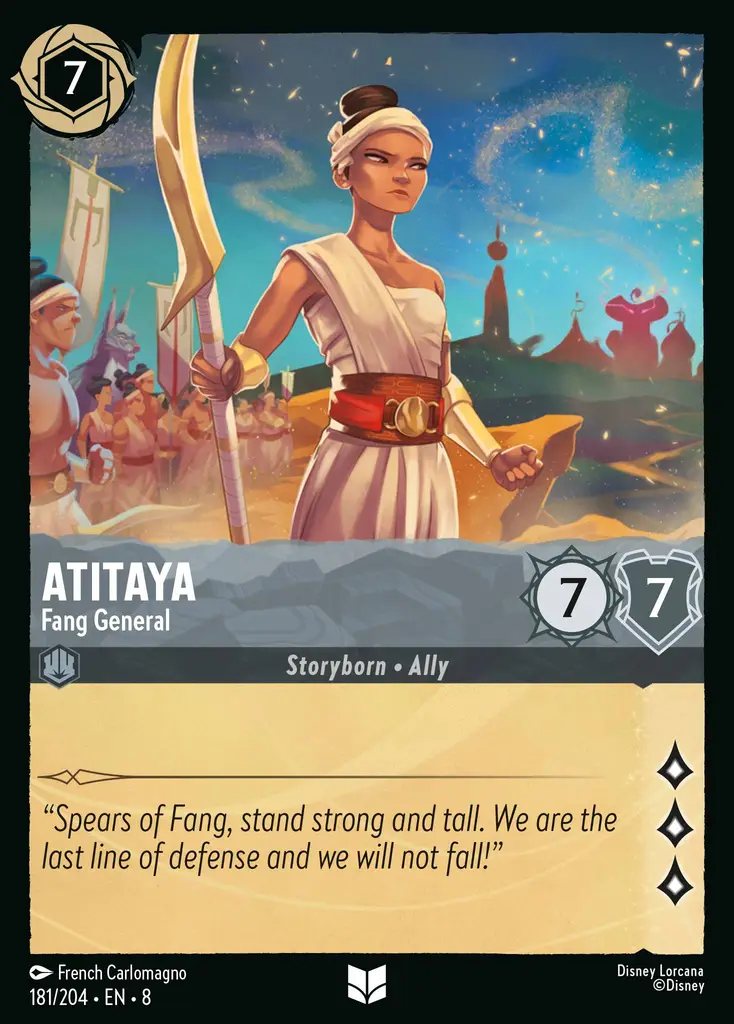 7
ATITAYA
Fang General
7
7
Storyborn • Ally
“Spears of Fang, stand strong and tall. We are the
last line of defense and we will not fall!”
French Carlomagno
181/204 • EN • 8
Disney Lorcana
©Disney